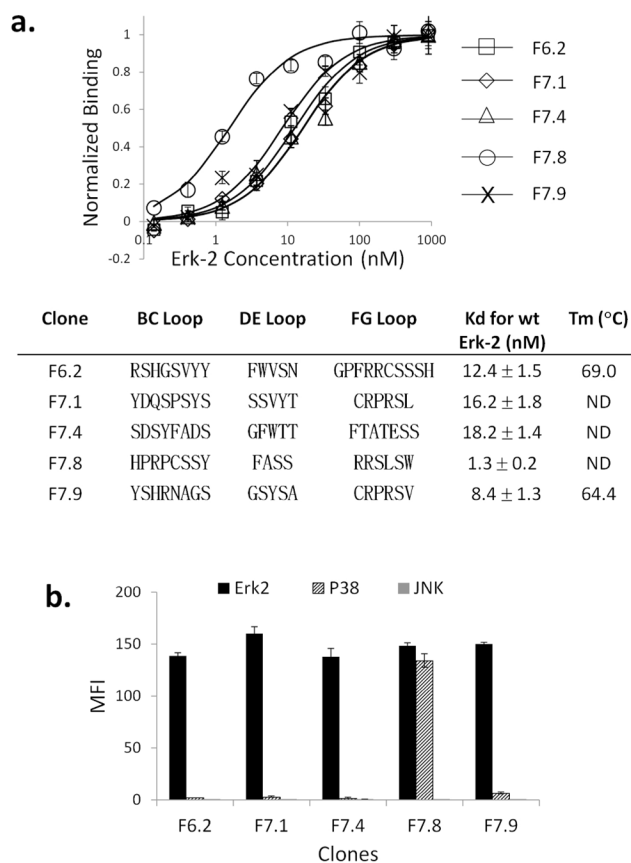 a.
Normalized Binding
1
0.8
0.6
0.4
0.2
0
-0.2
0.1 1 10 100 1000
Erk-2 Concentration (nM)
F6.2
F7.1
F7.4
F7.8
F7.9
Clone BC Loop DE Loop FG Loop Kd for wt Erk-2 (nM) Tm (°C)
F6.2 RSHGSVYY FWVSN GPFRRCSSSH 12.4 ± 1.5 69.0
F7.1 YDQSPSYS SSVYT CRPRSL 16.2 ± 1.8 ND
F7.4 SDSYFADS GFWTT FTATESS 18.2 ± 1.4 ND
F7.8 HPRPCSSY FASS RRSLSW 1.3 ± 0.2 ND
F7.9 YSHRNAGS GSYSA CRPRSV 8.4 ± 1.3 64.4
b.
Erk2 P38 JNK
MFI
200
150
100
50
0
F6.2 F7.1 F7.4 F7.8 F7.9
Clones